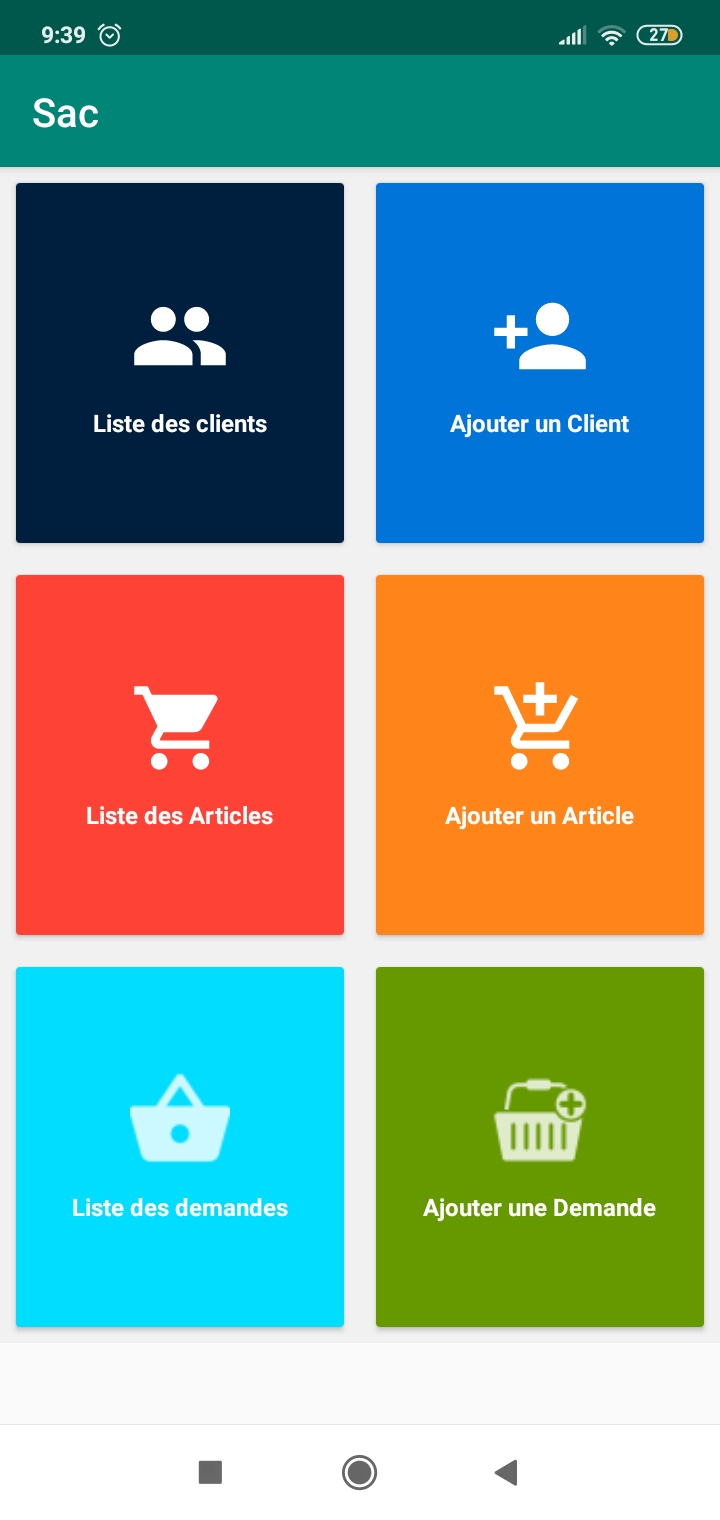 9:39
27
Sac
Liste des clients
Ajouter un Client
Liste des Articles
Ajouter un Article
Liste des demandes
Ajouter une Demande